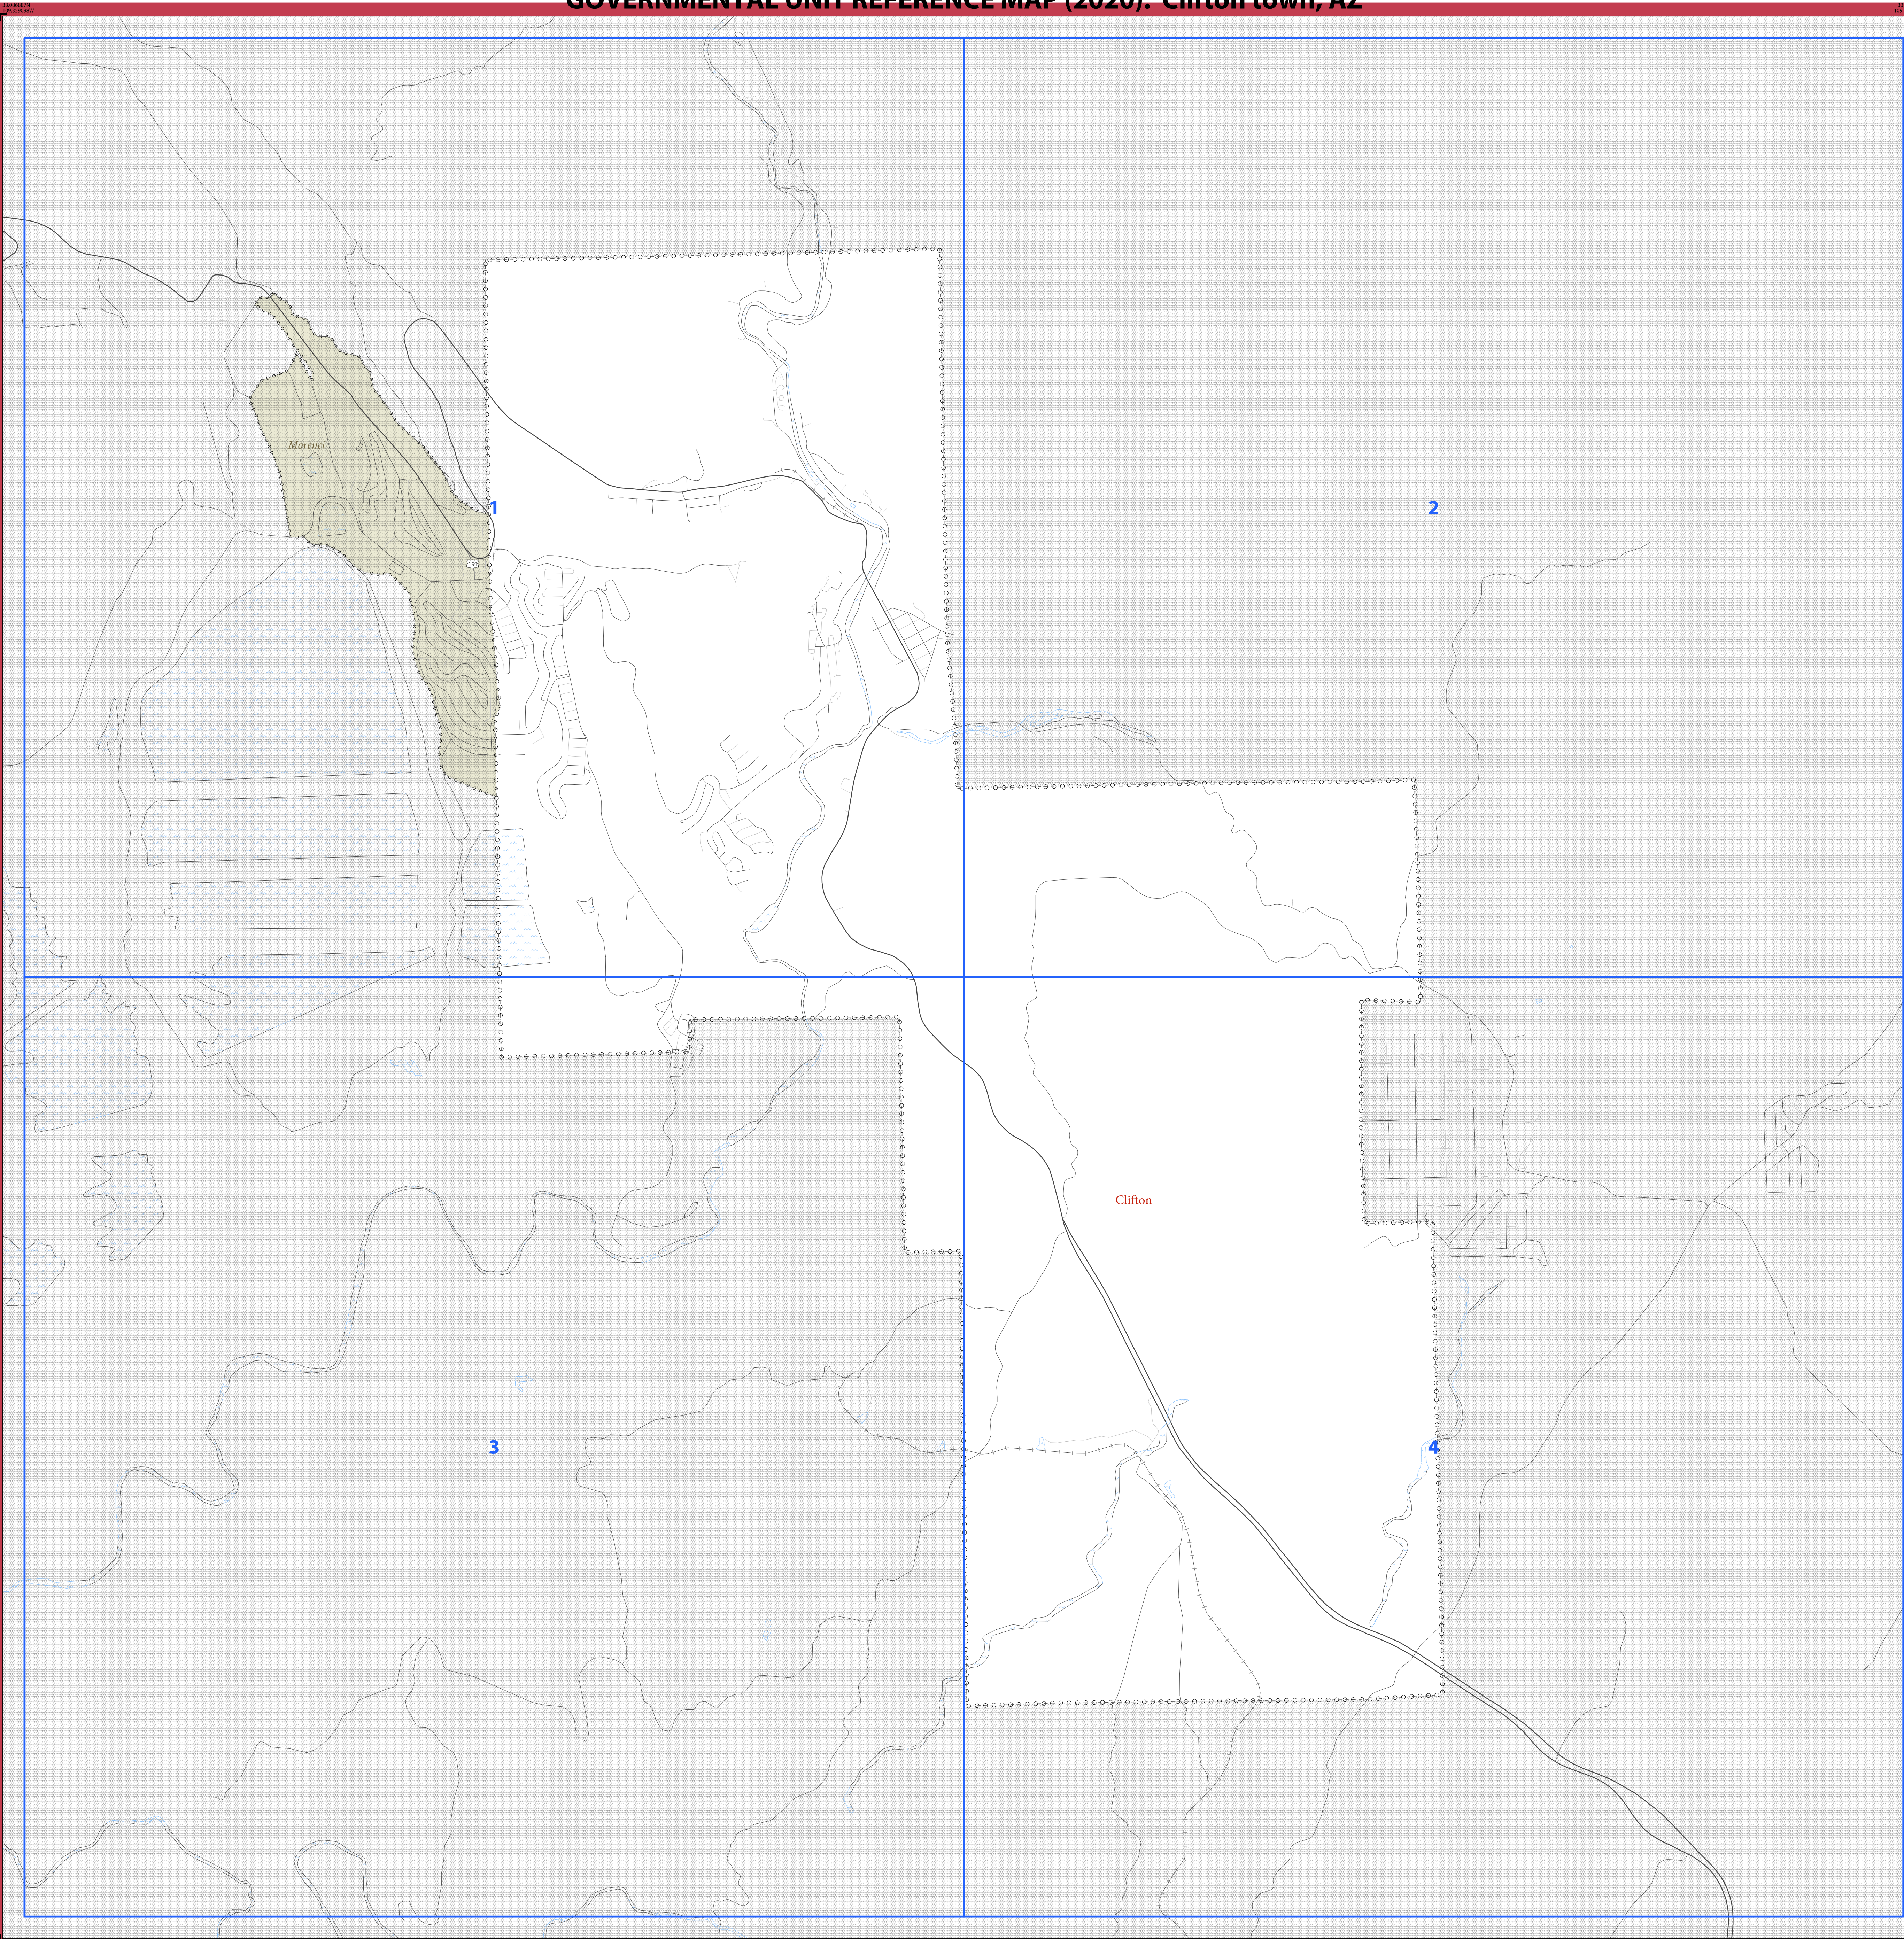 GOVERNMENTAL UNIT REFERENCE MAP (2020): Clifton town, AZ
Morenci
1
2
191
Clifton
3
4